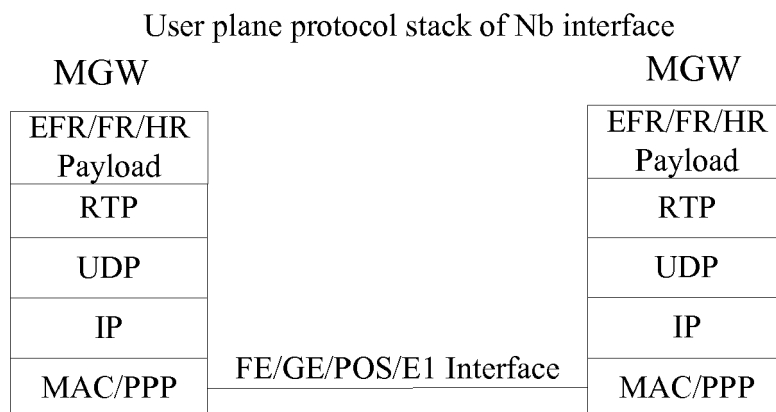 User plane protocol stack of Nb interface
MGW
MGW
EFR/FR/HR
Payload
RTP
UDP
IP
MAC/PPP
FE/GE/POS/E1 Interface
EFR/FR/HR
Payload
RTP
UDP
IP
MAC/PPP